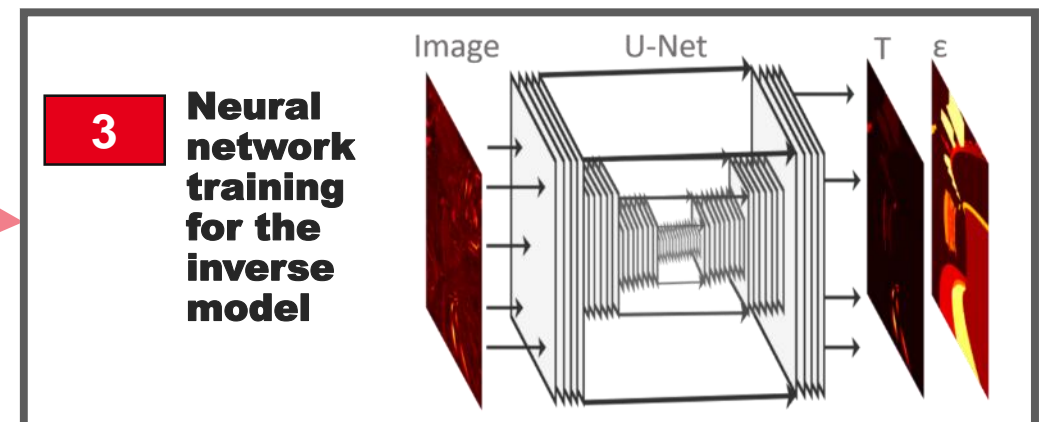 Image U-Net T ε
3
Neural
network
training
for the
inverse
model